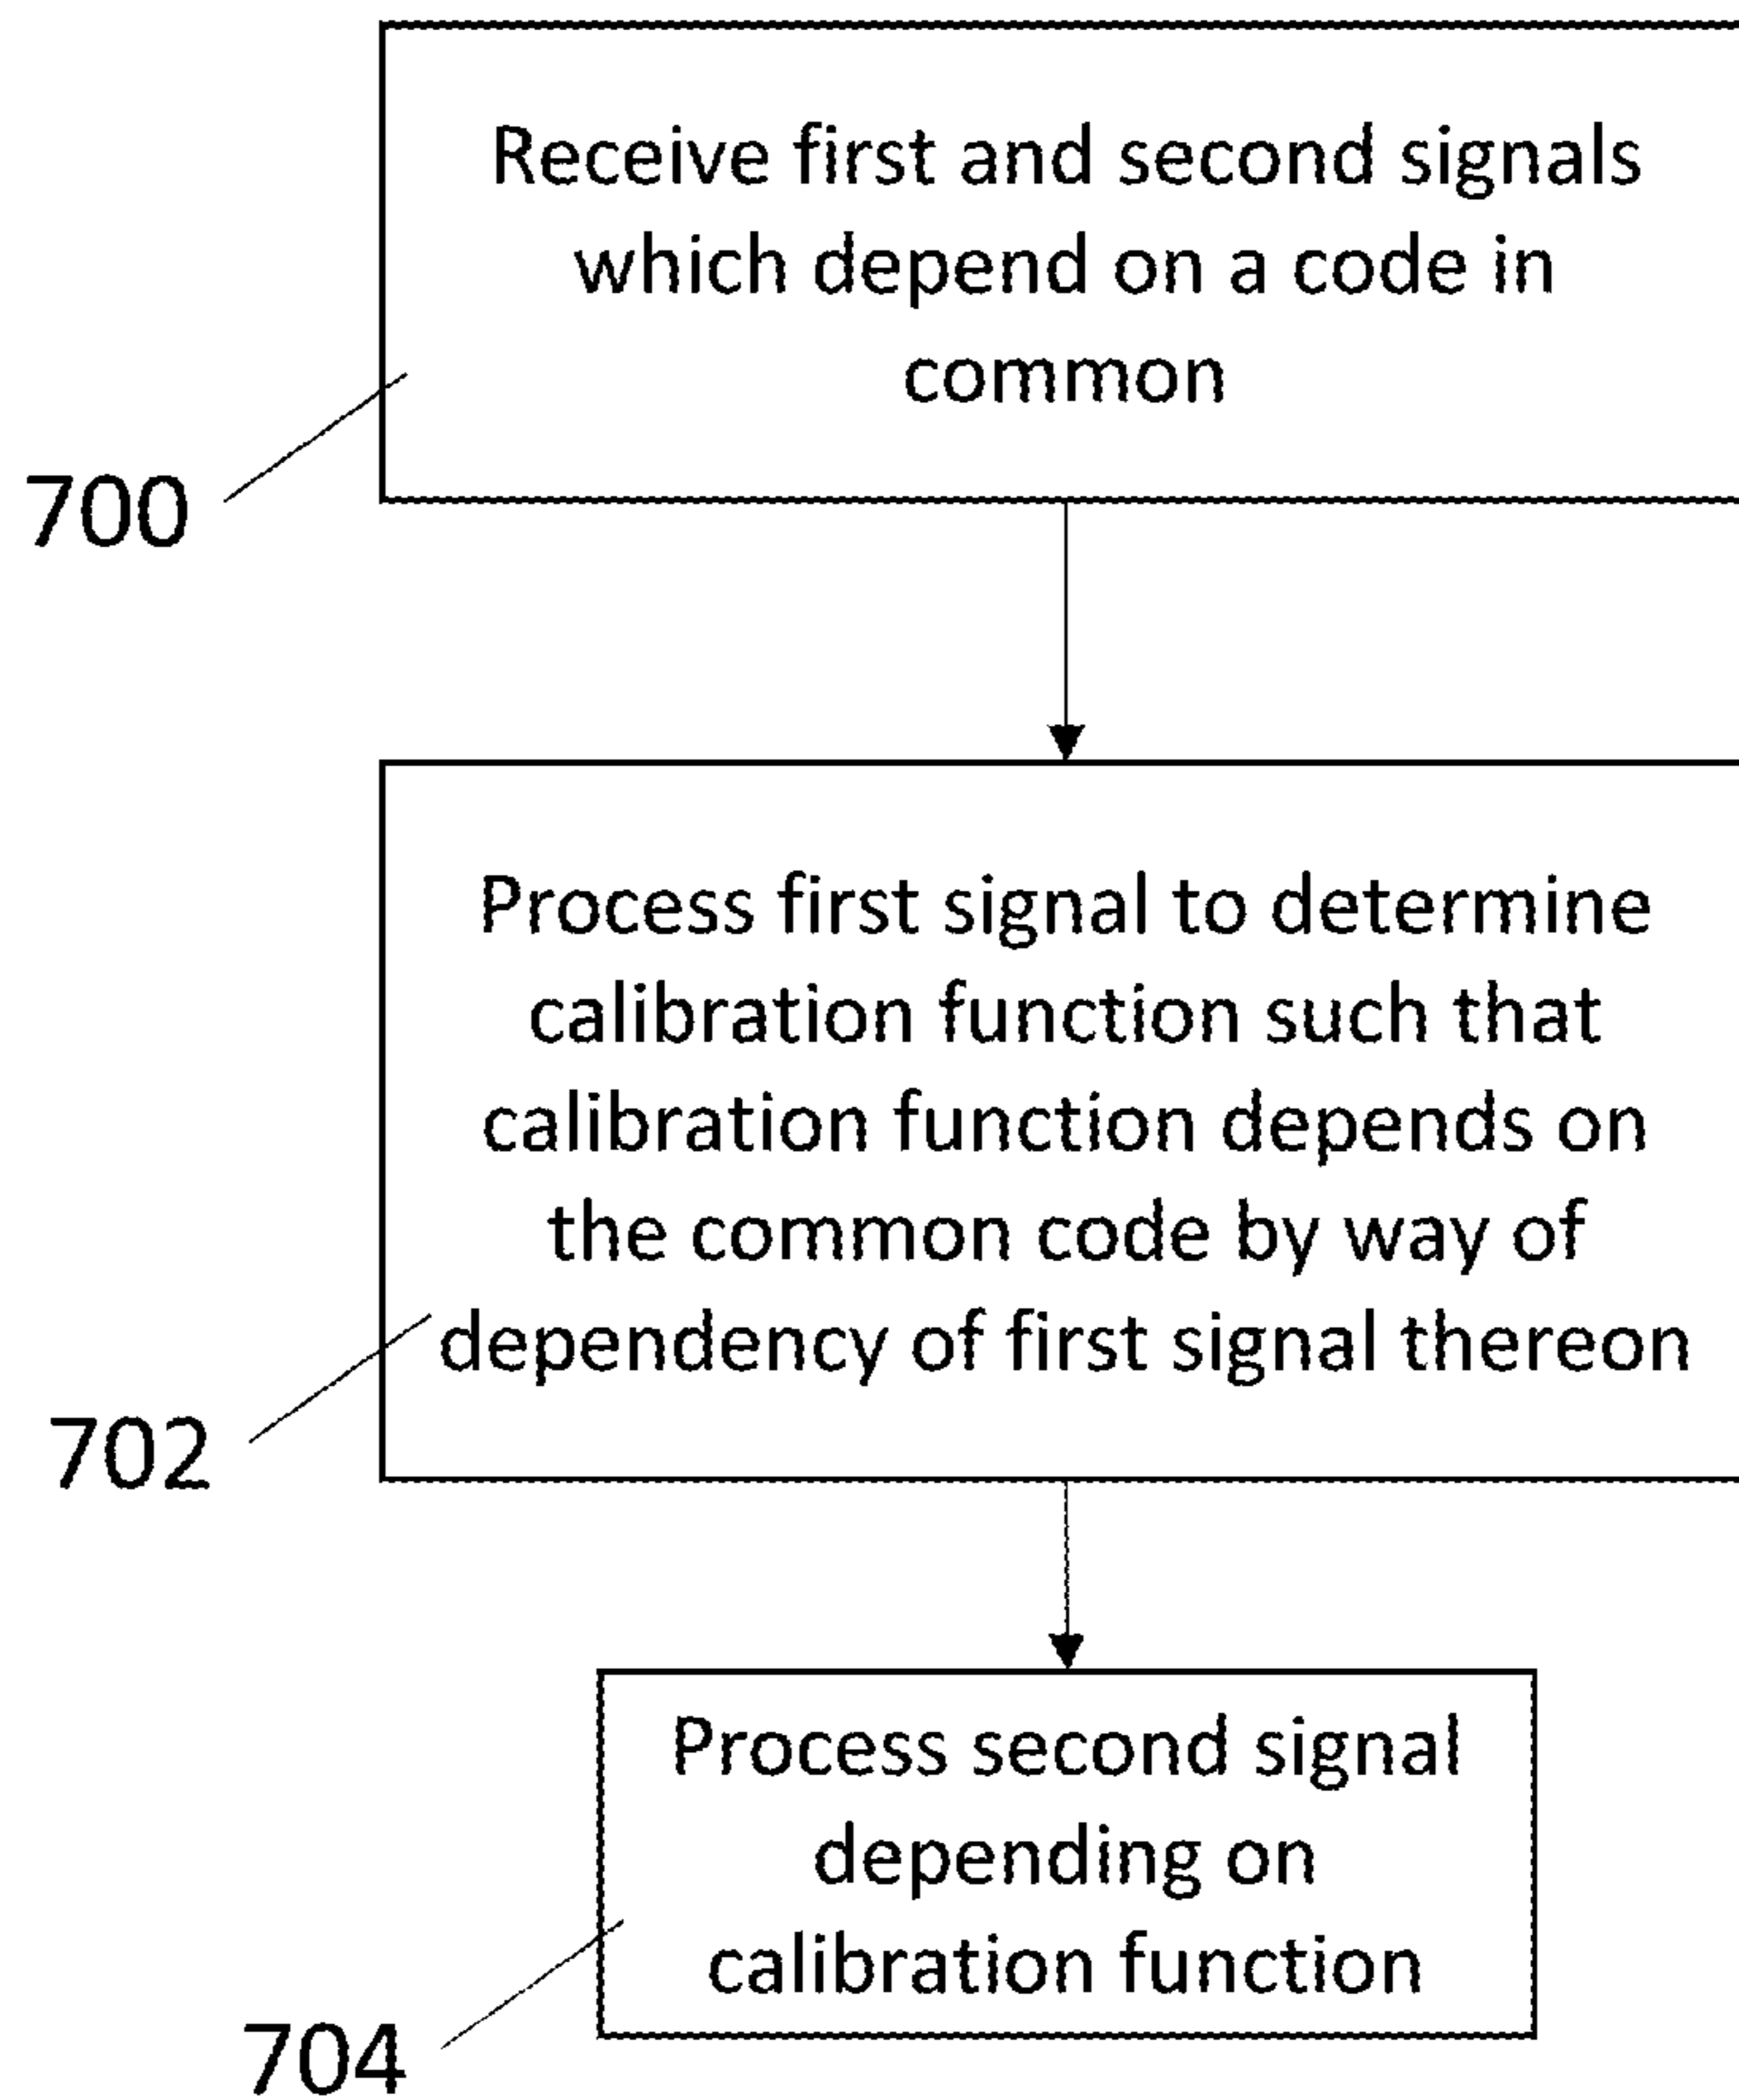 Receive first and second signals
which depend on a code in
common
700
Process first signal to determine
calibration function such that
calibration function depends on
the common code by way of
dependency of first signal thereon
702
Process second signal
depending on
calibration function
704